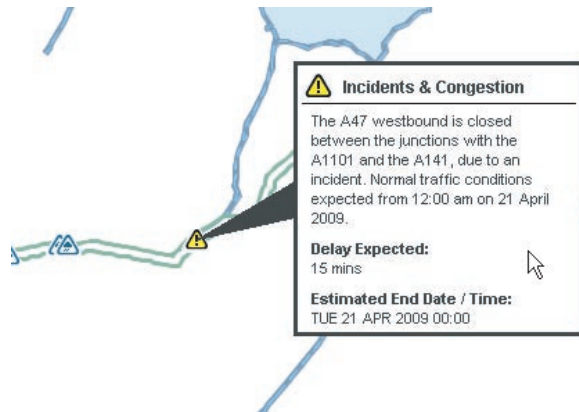 Incidents & Congestion
The A47 westbound is closed
between the junctions with the
A1101 and the A141, due to an
incident. Normal traffic conditions
expected from 12:00 am on 21 April
2009.
Delay Expected:
15 mins
Estimated End Date / Time:
TUE 21 APR 2009 00:00